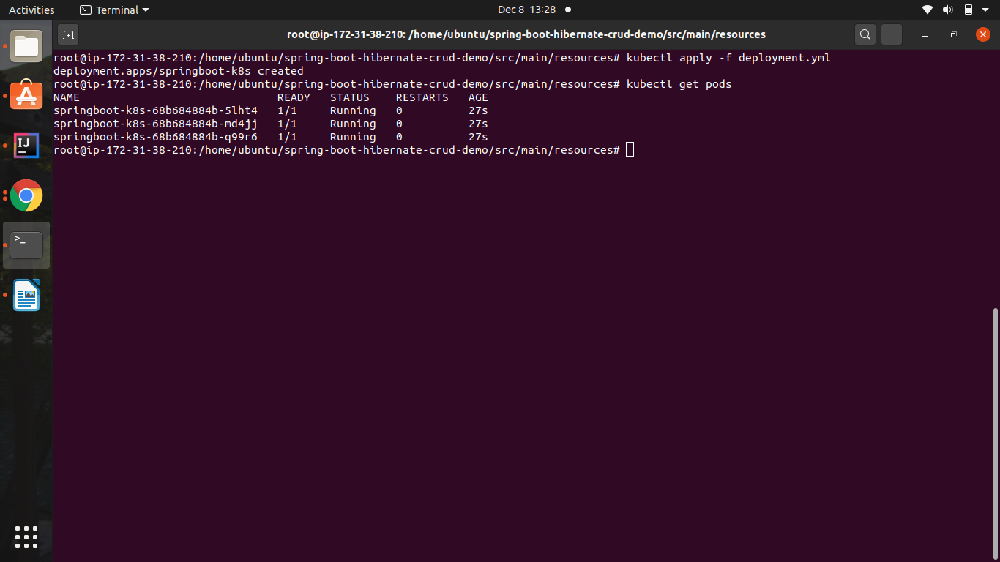 Activities Terminal Dec 8 13:28
root@ip-172-31-38-210: /home/ubuntu/spring-boot-hibernate-crud-demo/src/main/resources
root@ip-172-31-38-210:/home/ubuntu/spring-boot-hibernate-crud-demo/src/main/resources# kubectl apply -f deployment.yml
deployment.apps/springboot-k8s created
root@ip-172-31-38-210:/home/ubuntu/spring-boot-hibernate-crud-demo/src/main/resources# kubectl get pods
NAME READY STATUS RESTARTS AGE
springboot-k8s-68b684884b-5lht4 1/1 Running 0 27s
springboot-k8s-68b684884b-md4jj 1/1 Running 0 27s
springboot-k8s-68b684884b-q99r6 1/1 Running 0 27s
root@ip-172-31-38-210:/home/ubuntu/spring-boot-hibernate-crud-demo/src/main/resources#
IJ
>_